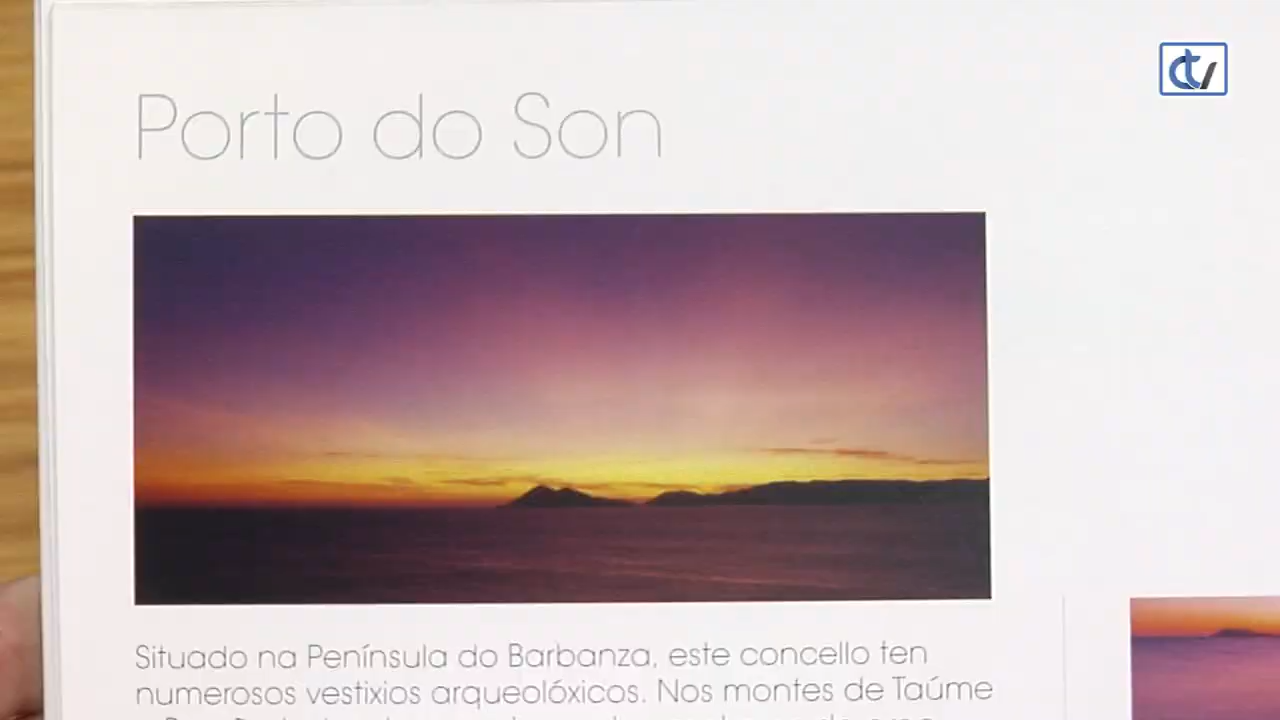 Porto do Son
Situado na Península do Barbanza, este concello ten
numerosos vestixios arqueolóxicos. Nos montes de Taúme